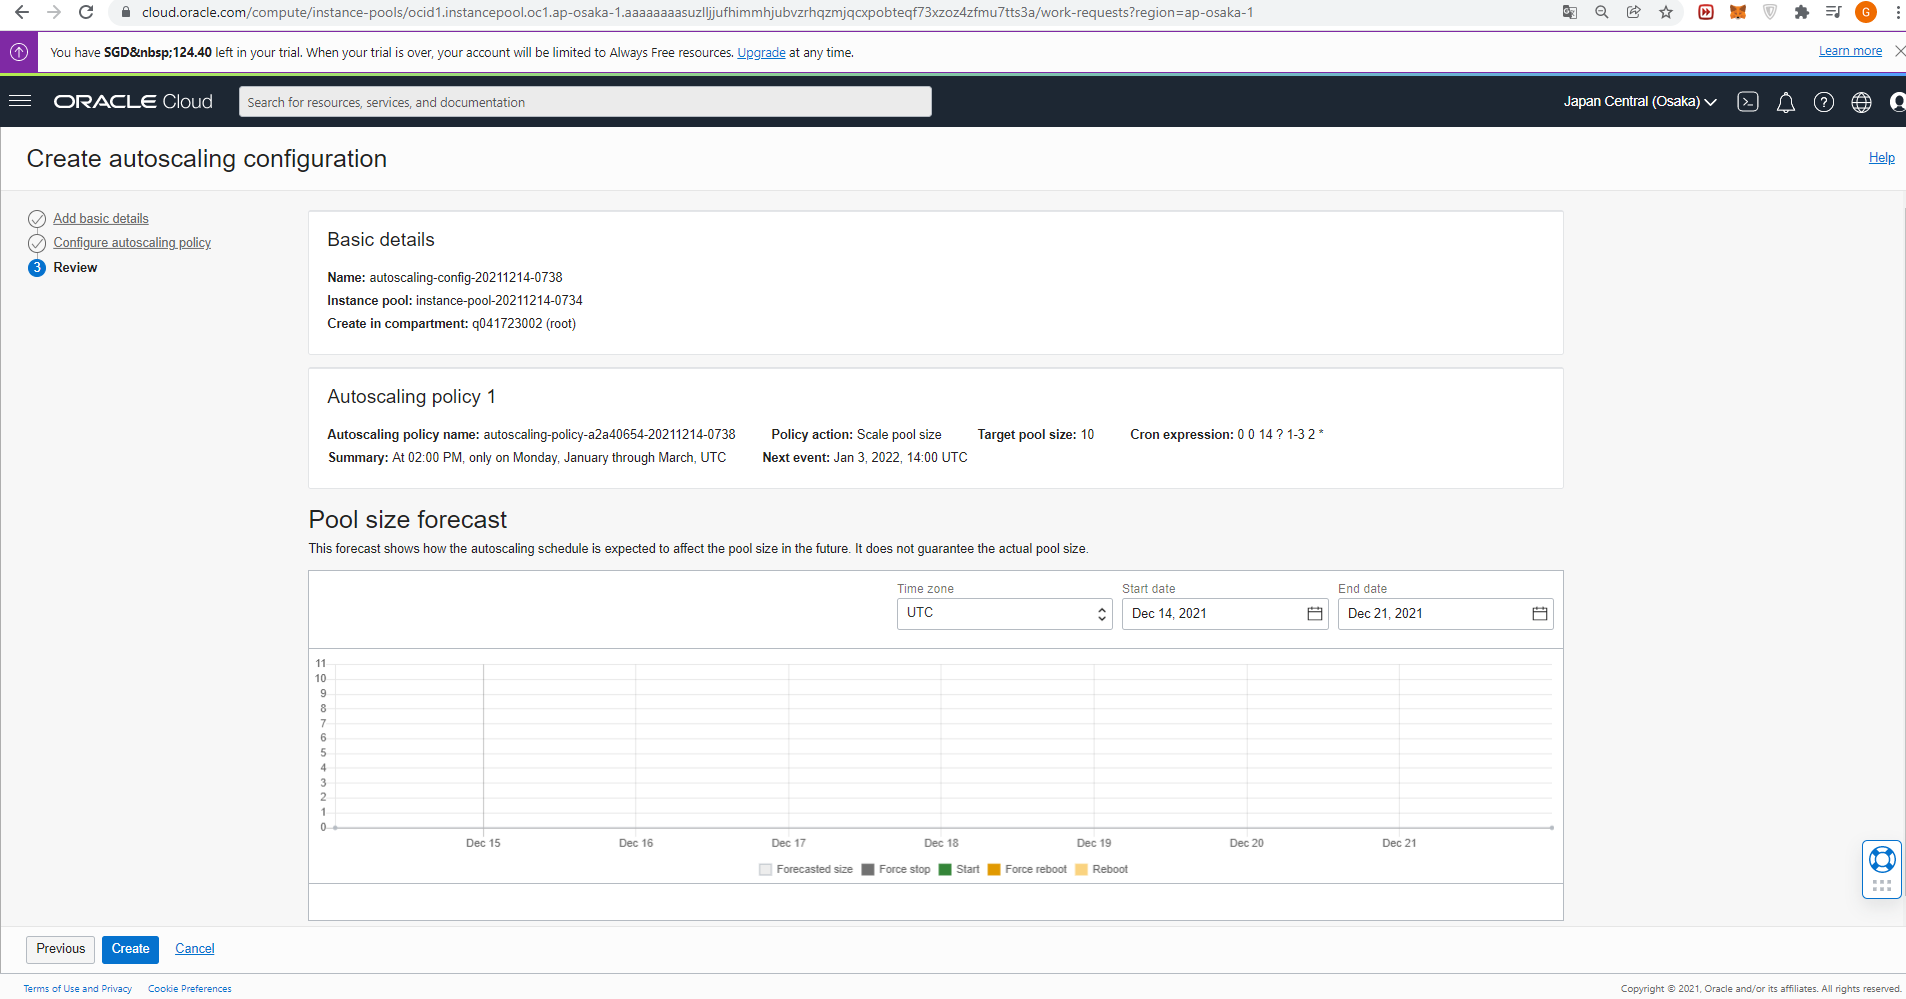 cloud.oracle.com/compute/instance-pools/ocid1.instancepool.oc1.ap-osaka-1.aaaaaaaasuzlljjufhimmhjubvzrhqzmjqcxpobteqf73xzoz4zfmu7tts3a/work-requests?region=ap-osaka-1
G
You have SGD&nbsp;124.40 left in your trial. When your trial is over, your account will be limited to Always Free resources. Upgrade at any time.
Learn more
ORACLE Cloud
Search for resources, services, and documentation
Japan Central (Osaka)
Create autoscaling configuration
Help
Add basic details
Configure autoscaling policy
3 Review
Basic details
Name: autoscaling-config-20211214-0738
Instance pool: instance-pool-20211214-0734
Create in compartment: q041723002 (root)
Autoscaling policy 1
Autoscaling policy name: autoscaling-policy-a2a40654-20211214-0738 Policy action: Scale pool size Target pool size: 10 Cron expression: 0 0 14 ? 1-3 2 *
Summary: At 02:00 PM, only on Monday, January through March, UTC Next event: Jan 3, 2022, 14:00 UTC
Pool size forecast
This forecast shows how the autoscaling schedule is expected to affect the pool size in the future. It does not guarantee the actual pool size.
Time zone Start date End date
UTC Dec 14, 2021 Dec 21, 2021
11
10
9
8
7
6
5
4
3
2
1
0
Dec 15 Dec 16 Dec 17 Dec 18 Dec 19 Dec 20 Dec 21
Forecasted size Force stop Start Force reboot Reboot
Previous Create Cancel
Terms of Use and Privacy Cookie Preferences
Copyright © 2021, Oracle and/or its affiliates. All rights reserved.